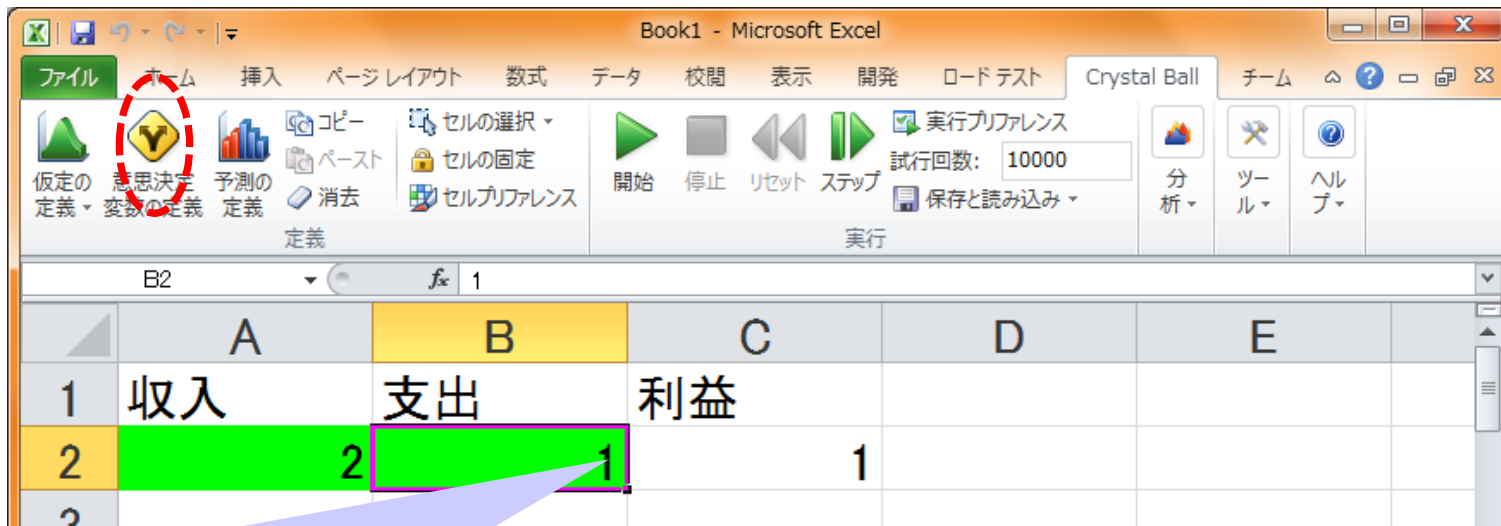 Book1 - Microsoft Excel
ファイル ホーム 挿入 ページ レイアウト 数式 データ 校閲 表示 開発 ロード テスト Crystal Ball チーム
仮定の
定義
意思決定
変数の定義
予測の
定義
コピー
ペースト
消去
セルの選択
セルの固定
セルプリファレンス
定義
開始
停止
リセット
ステップ
実行プリファレンス
試行回数: 10000
保存と読み込み
実行
分
析
ツー
ル
ヘル
プ
B2 fx 1
A B C D E
1 収入 支出 利益
2 2 1 1
3